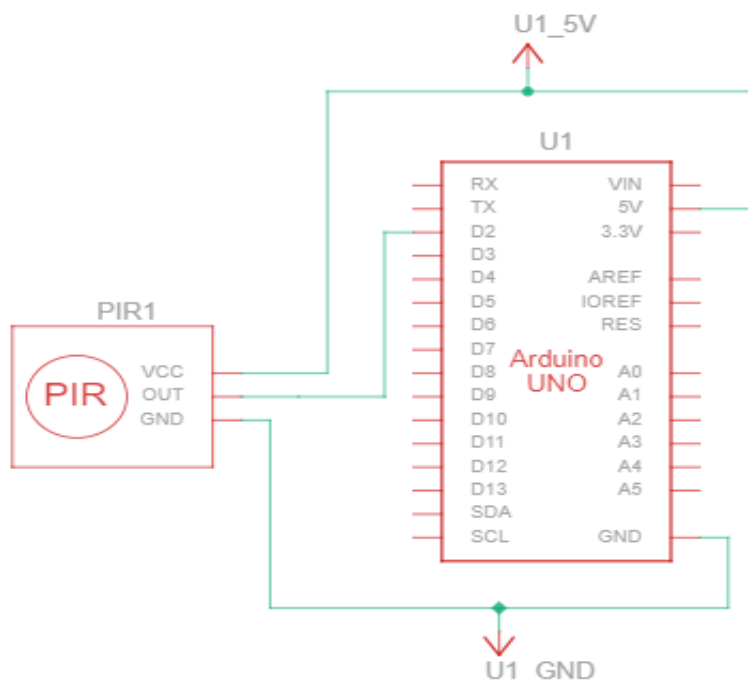 U1_5V
U1
RX VIN
TX 5V
D2 3.3V
D3
D4 AREF
D5 IOREF
D6 RES
PIR1
D7
Arduino
UNO
PIR
VCC
OUT
GND
D8 A0
D9 A1
D10 A2
D11 A3
D12 A4
D13 A5
SDA
SCL GND
U1_GND